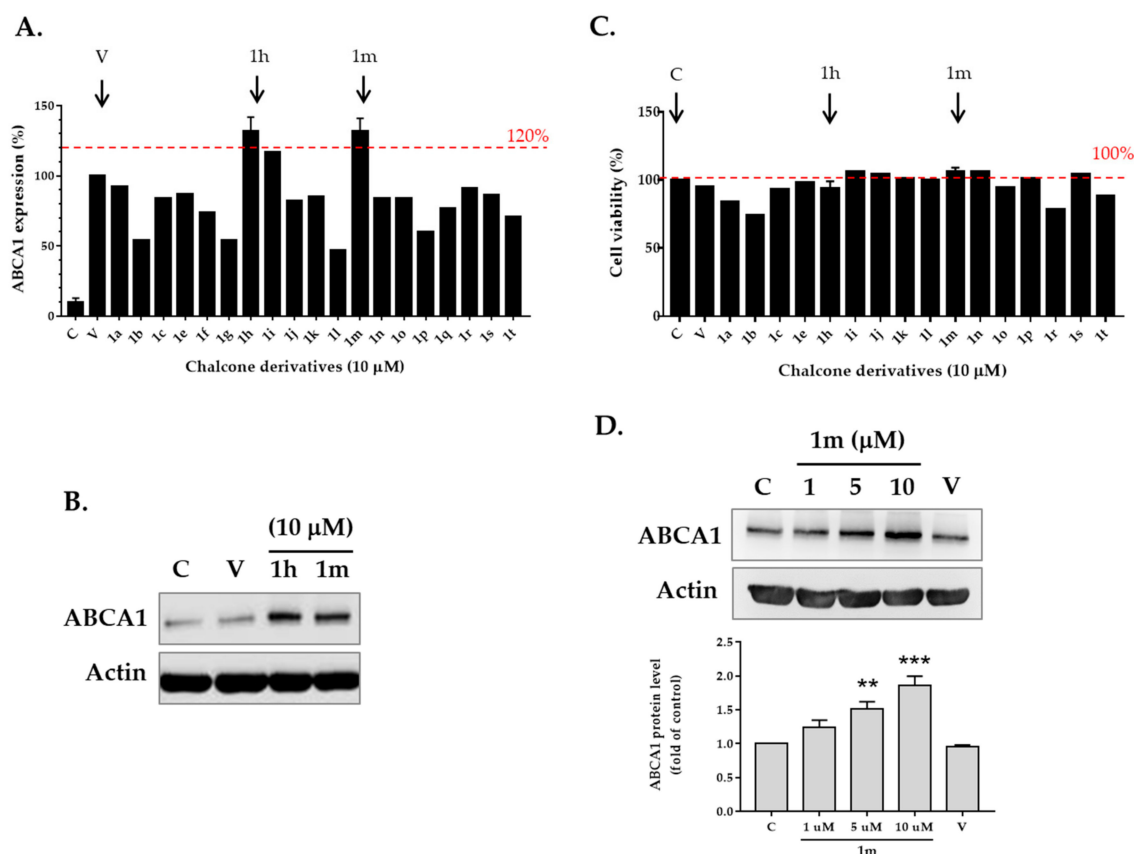 A.
V
1h
1m
120%
150
100
50
0
ABCA1 expression (%)
C V 1a 1b 1c 1e 1f 1g 1h 1i 1j 1k 1l 1m 1n 1o 1p 1q 1r 1s 1t
Chalcone derivatives (10 μM)
C.
C
1h
1m
100%
150
100
50
0
Cell viability (%)
C V 1a 1b 1c 1e 1h 1i 1j 1k 1l 1m 1n 1o 1p 1r 1s 1t
Chalcone derivatives (10 μM)
B.
(10 μM)
C V 1h 1m
ABCA1
Actin
D.
1m (μM)
C 1 5 10 V
ABCA1
Actin
ABCA1 protein level
(fold of control)
2.5
2.0
1.5
1.0
0.5
0.0
**
***
C 1 uM 5 uM 10 uM V
1m